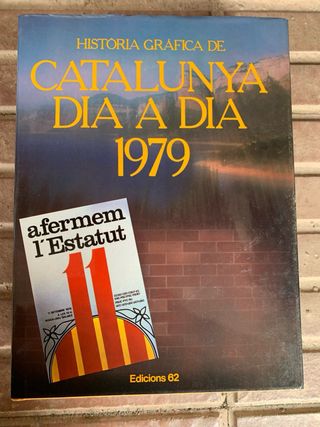 HISTÒRIA GRÀFICA DE
CATALUNYA
DIA A DIA
1979
afermem
l'Estatut
11
Edicions 62